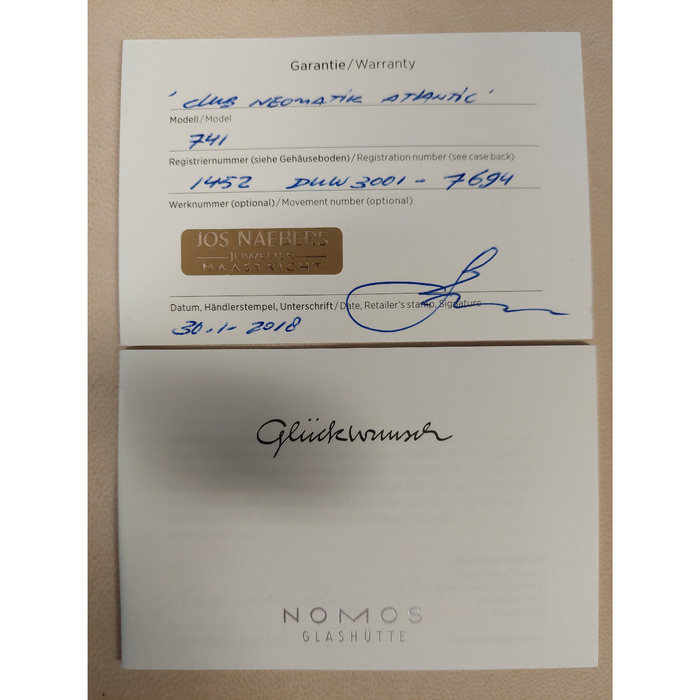 Garantie/Warranty
'Club NEOMATIK ATLANTIC'
Modell/Model
741
Registriernummer (siehe Gehäuseboden)/Registration number (see case back)
1452 DUW 3001 - 7694
Werknummer (optional)/Movement number (optional)
JOS NAEBERS
JUWELIER
MAASTRICHT
Datum, Händlerstempel, Unterschrift/Date, Retailer's stamp, Signature
30-1-2018
Glückwunsch
NOMOS
GLASHÜTTE